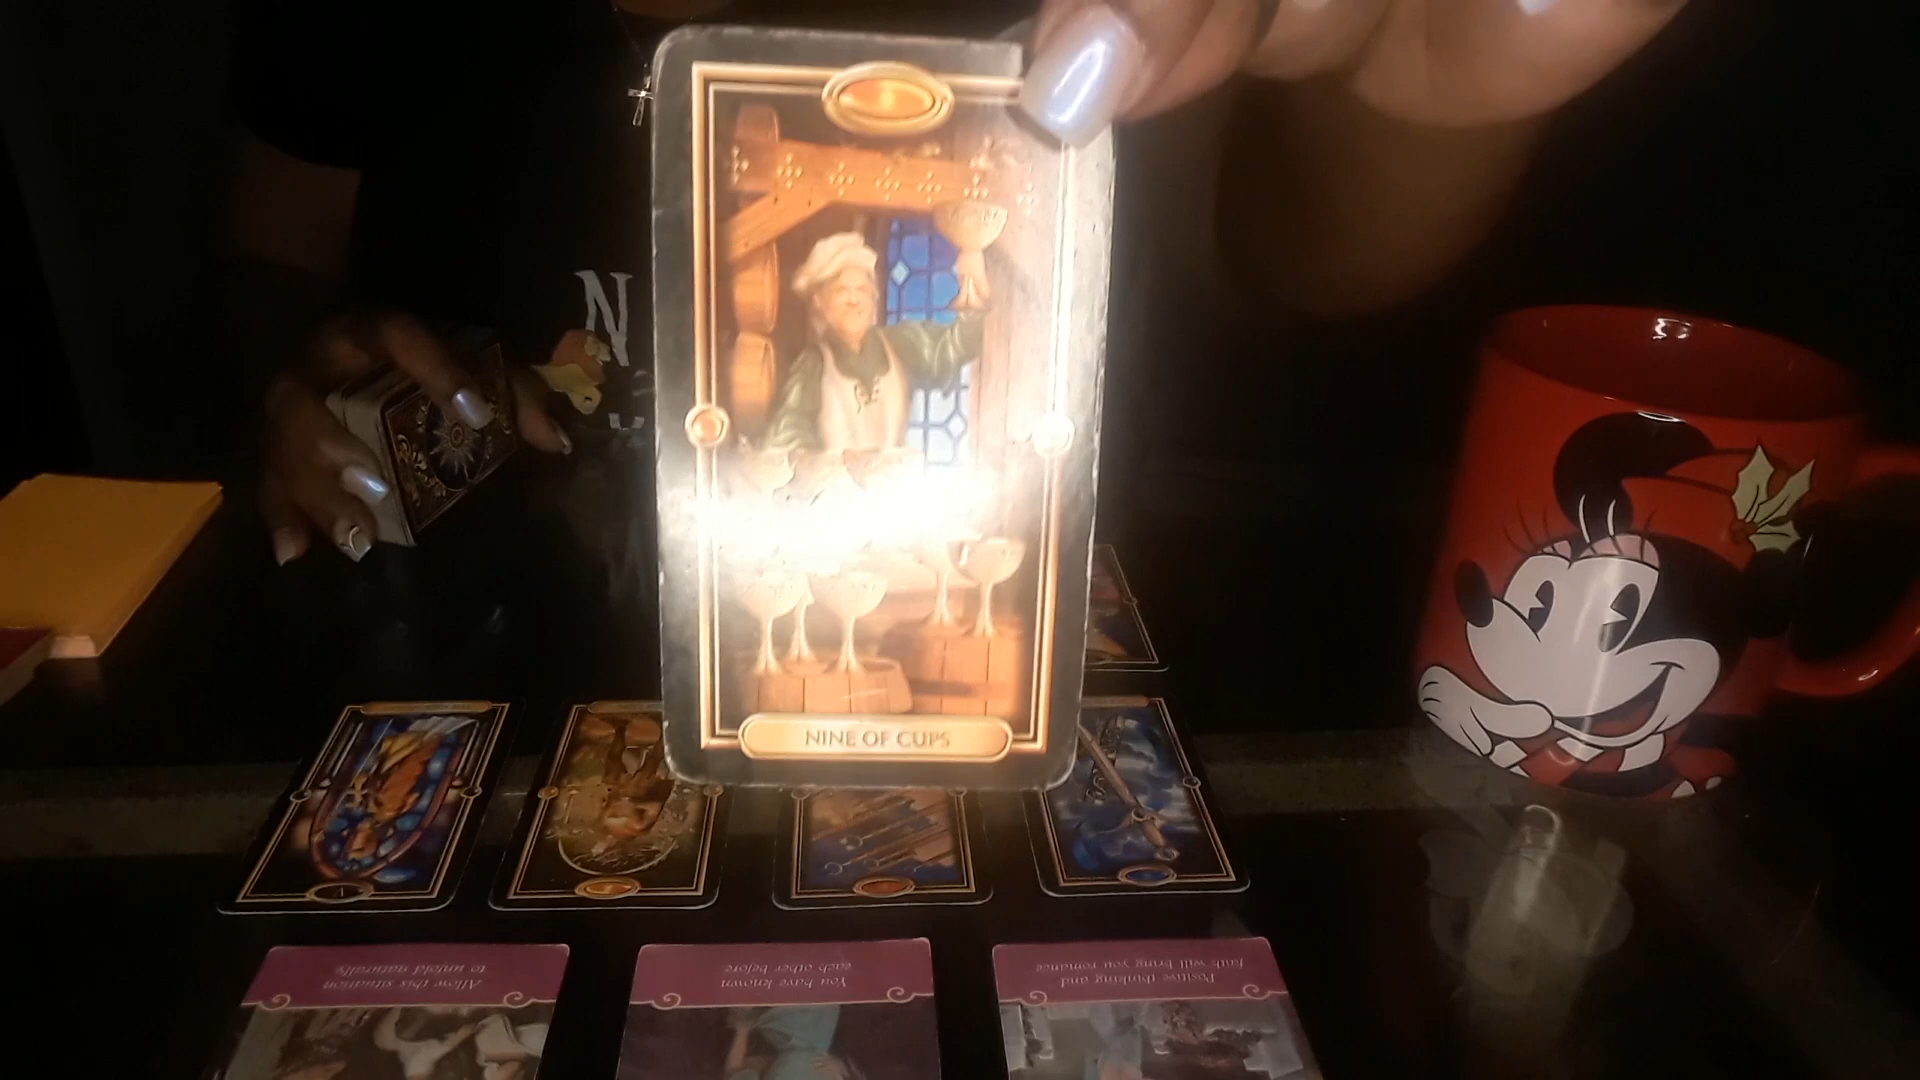 N
NINE OF CUPS
V
Allow this situation
to unfold naturally
You have known
each other before
Positive thinking and
faith will bring you romance